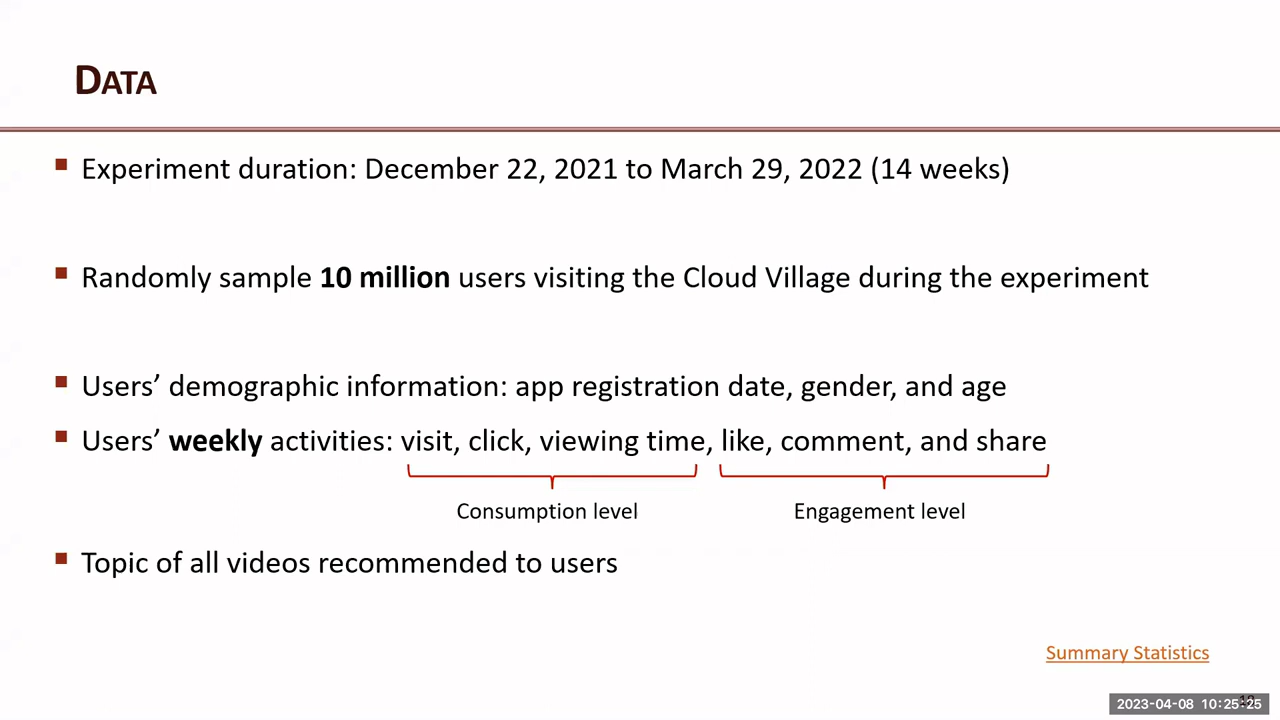 DATA
Experiment duration: December 22, 2021 to March 29, 2022 (14 weeks)
Randomly sample 10 million users visiting the Cloud Village during the experiment
Users’ demographic information: app registration date, gender, and age
Users’ weekly activities: visit, click, viewing time, like, comment, and share
Consumption level
Engagement level
Topic of all videos recommended to users
Summary Statistics
2023-04-08 10:25:25